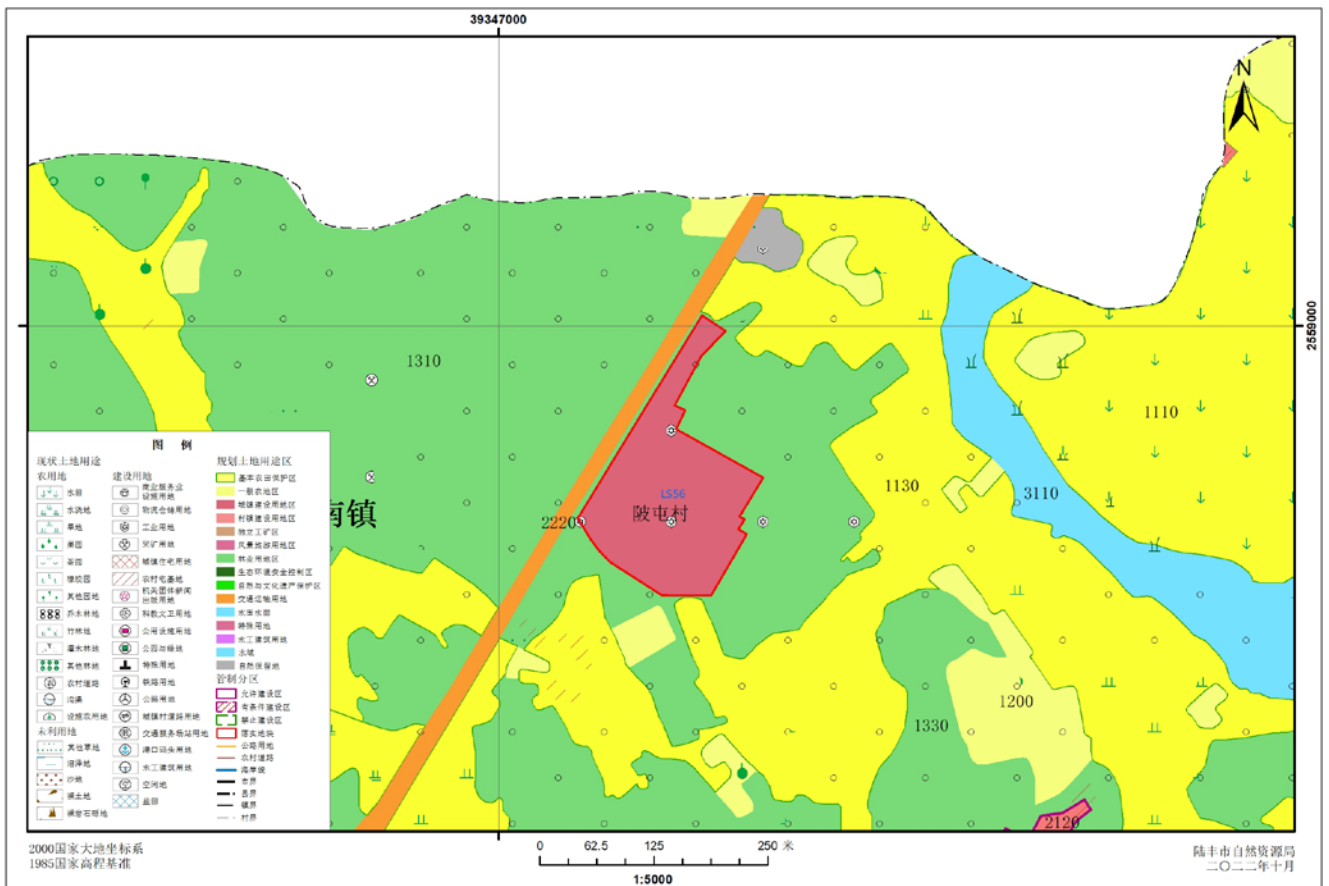 39347000
N
2559000
1310
1110
1130
3110
LS56
南镇
2220
陂屯村
1200
1330
2120
图 例
现状土地用途
农用地
水田
水浇地
旱地
果园
茶园
橡胶园
其他园地
乔木林地
竹林地
灌木林地
其他林地
农村道路
沟渠
设施农用地
未利用地
其他草地
沼泽地
沙地
裸土地
裸岩石砾地
建设用地
商业服务业
设施用地
物流仓储用地
工业用地
采矿用地
城镇住宅用地
农村宅基地
机关团体新闻
出版用地
科教文卫用地
公用设施用地
公园与绿地
特殊用地
铁路用地
公路用地
城镇村道路用地
交通服务场站用地
港口码头用地
水工建筑用地
空闲地
盐田
规划土地用途区
基本农田保护区
一般农地区
城镇建设用地区
村镇建设用地区
独立工矿区
风景旅游用地区
林业用地区
生态环境安全控制区
自然与文化遗产保护区
交通运输用地
水库水面
特殊用地
水工建筑用地
水域
自然保留地
管制分区
允许建设区
有条件建设区
禁止建设区
落实地块
公路用地
农村道路
海岸线
市界
县界
镇界
村界
2000国家大地坐标系
1985国家高程基准
0 62.5 125 250 米
1:5000
陆丰市自然资源局
二〇二二年十月